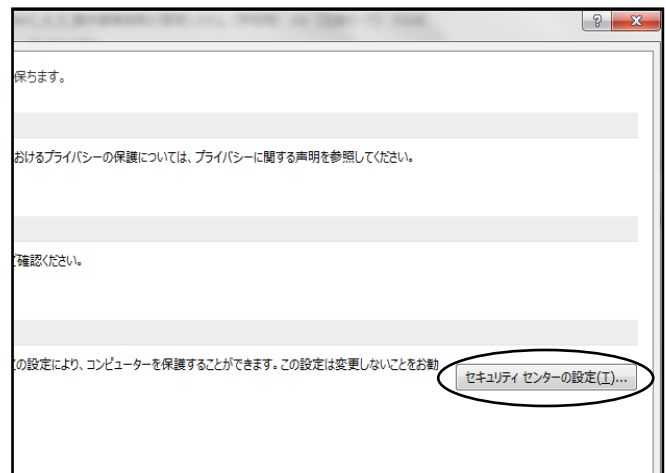 保ちます。
おけるプライバシーの保護については、プライバシーに関する声明を参照してください。
ご確認ください。
の設定により、コンピューターを保護することができます。この設定は変更しないことをお勧
セキュリティ センターの設定(T)...